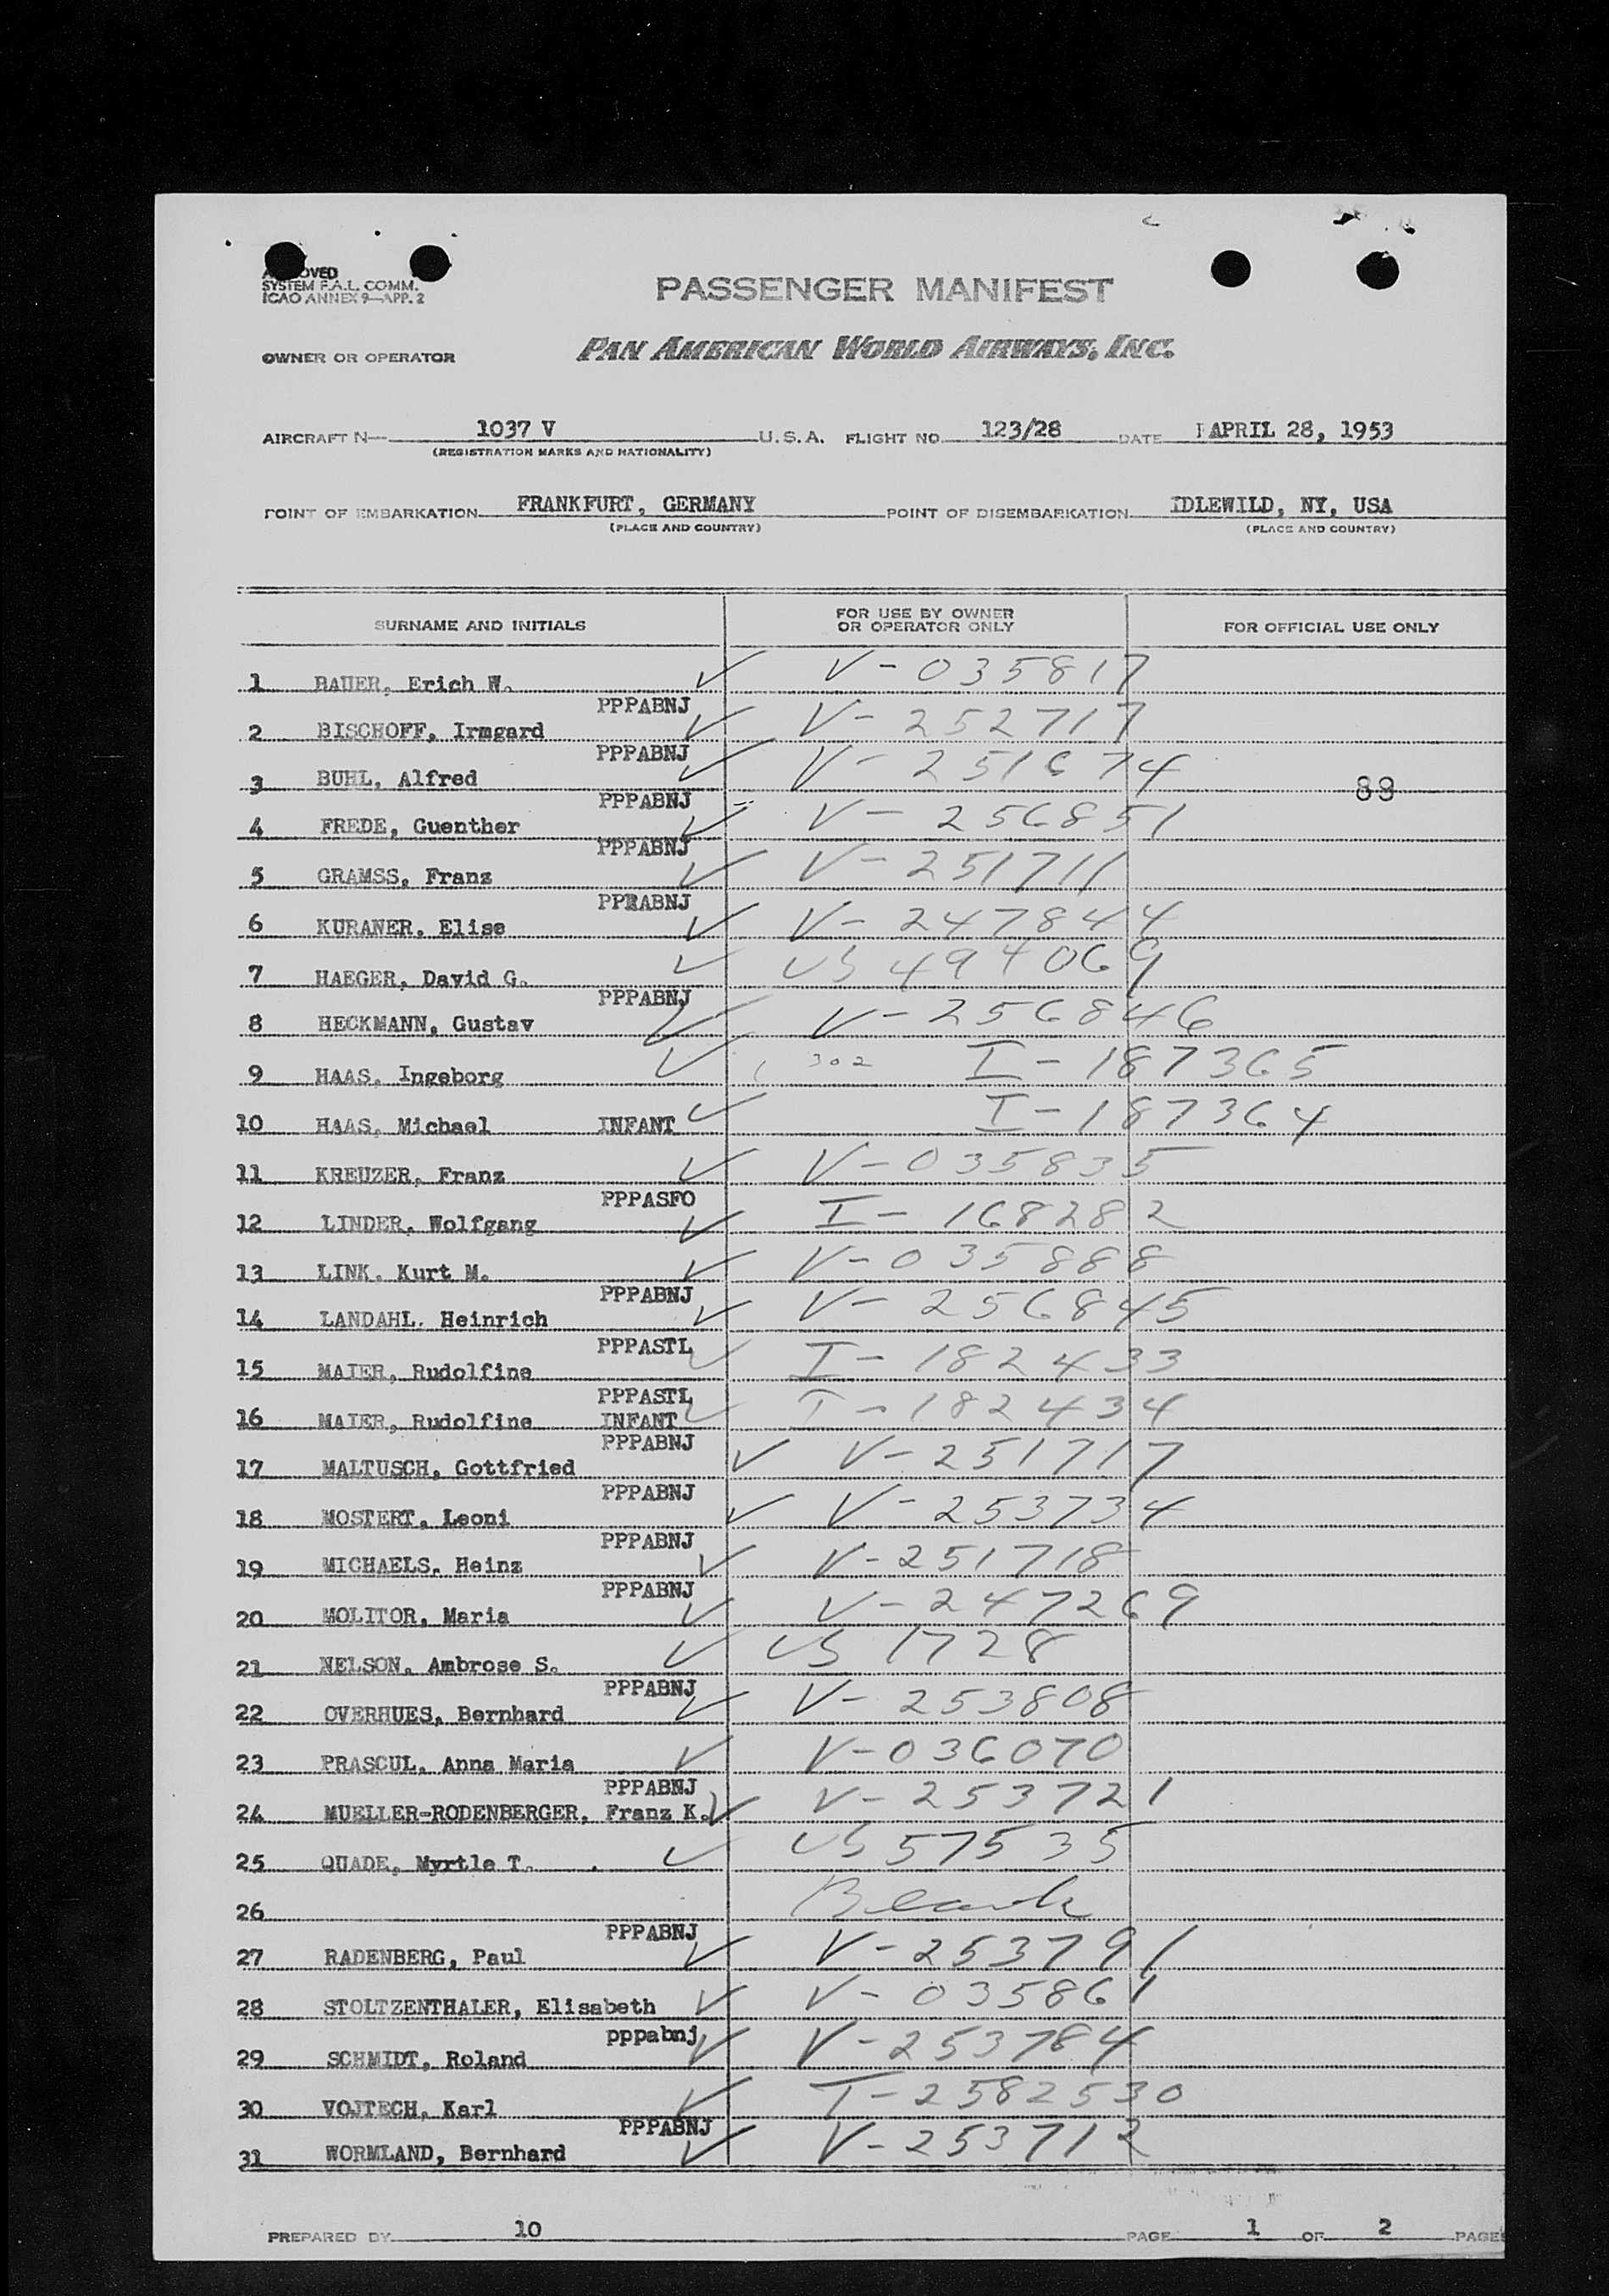 APPROVED
SYSTEM F.A.L. COMM.
ICAO ANNEX 9—APP. 2
PASSENGER MANIFEST
OWNER OR OPERATOR PAN AMERICAN WORLD AIRWAYS, INC.
AIRCRAFT N— 1037 V U.S.A. FLIGHT NO. 123/28 DATE APRIL 28, 1953
(REGISTRATION MARKS AND NATIONALITY)
POINT OF EMBARKATION FRANKFURT, GERMANY POINT OF DISEMBARKATION IDLEWILD, NY, USA
(PLACE AND COUNTRY) (PLACE AND COUNTRY)
SURNAME AND INITIALS FOR USE BY OWNER OR OPERATOR ONLY FOR OFFICIAL USE ONLY
1 BAUER, Erich W. ✓ V-035817
PPPABNJ
2 BISCHOFF, Irmgard ✓ V-252717
PPPABNJ
3 BUHL, Alfred ✓ V-251674 89
PPPABNJ
4 FREDE, Guenther ✓ V-256851
PPPABNJ
5 GRAMSS, Franz ✓ V-251711
PPPABNJ
6 KURANER, Elise ✓ V-247844
7 HAEGER, David G. ✓ US 494069
PPPABNJ
8 HECKMANN, Gustav ✓ V-256846
9 HAAS, Ingeborg ✓ 302 I-187365
10 HAAS, Michael INFANT ✓ I-187364
11 KREUZER, Franz ✓ V-035835
PPPASFO
12 LINDER, Wolfgang ✓ I-168282
13 LINK. Kurt M. ✓ V-035888
PPPABNJ
14 LANDAHL. Heinrich ✓ V-256845
PPPASTL
15 MAIER, Rudolfine ✓ I-182433
PPPASTL
16 MAIER, Rudolfine INFANT ✓ I-182434
PPPABNJ
17 MALTUSCH, Gottfried ✓ V-251717
PPPABNJ
18 MOSTERT, Leoni ✓ V-253734
PPPABNJ
19 MICHAELS. Heinz ✓ V-251718
PPPABNJ
20 MOLITOR, Maria ✓ V-247269
21 NELSON, Ambrose S. ✓ US 1728
PPPABNJ
22 OVERHUES, Bernhard ✓ V-253808
23 PRASCUL, Anna Maria ✓ V-036070
PPPABNJ
24 MUELLER-RODENBERGER, Franz K. ✓ V-253721
25 QUADE, Myrtle T. ✓ US 57535
26 Blank
PPPABNJ
27 RADENBERG, Paul ✓ V-253791
28 STOLTZENTHALER, Elisabeth ✓ V-035861
pppabnj
29 SCHMIDT, Roland ✓ V-253784
30 VOJTECH, Karl ✓ I-2582530
PPPABNJ
31 WORMLAND, Bernhard ✓ V-253712
PREPARED BY 10 PAGE 1 OF 2 PAGES